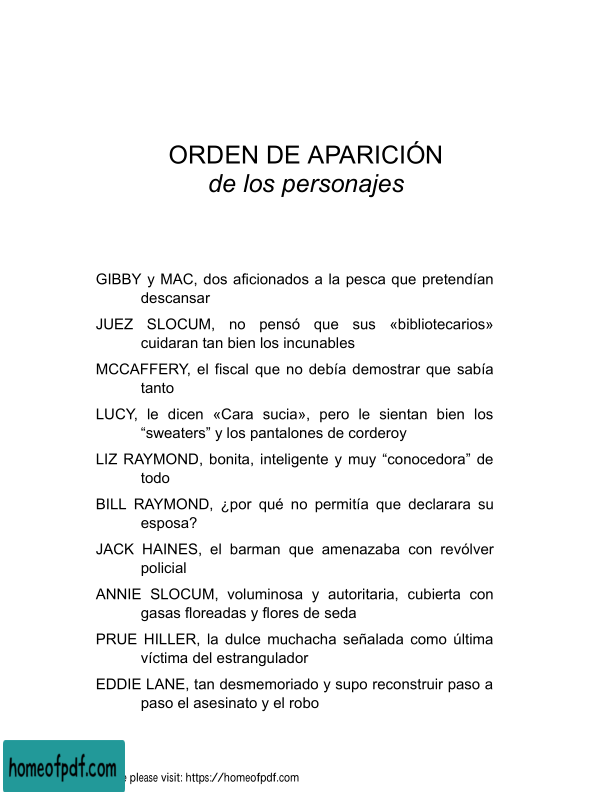 ORDEN DE APARICIÓN
de los personajes
GIBBY y MAC, dos aficionados a la pesca que pretendían
descansar
JUEZ SLOCUM, no pensó que sus «bibliotecarios»
cuidaran tan bien los incunables
MCCAFFERY, el fiscal que no debía demostrar que sabía
tanto
LUCY, le dicen «Cara sucia», pero le sientan bien los
“sweaters” y los pantalones de corderoy
LIZ RAYMOND, bonita, inteligente y muy “conocedora” de
todo
BILL RAYMOND, ¿por qué no permitía que declarara su
esposa?
JACK HAINES, el barman que amenazaba con revólver
policial
ANNIE SLOCUM, voluminosa y autoritaria, cubierta con
gasas floreadas y flores de seda
PRUE HILLER, la dulce muchacha señalada como última
víctima del estrangulador
EDDIE LANE, tan desmemoriado y supo reconstruir paso a
paso el asesinato y el robo
homeofpdf.com
please visit: https://homeofpdf.com